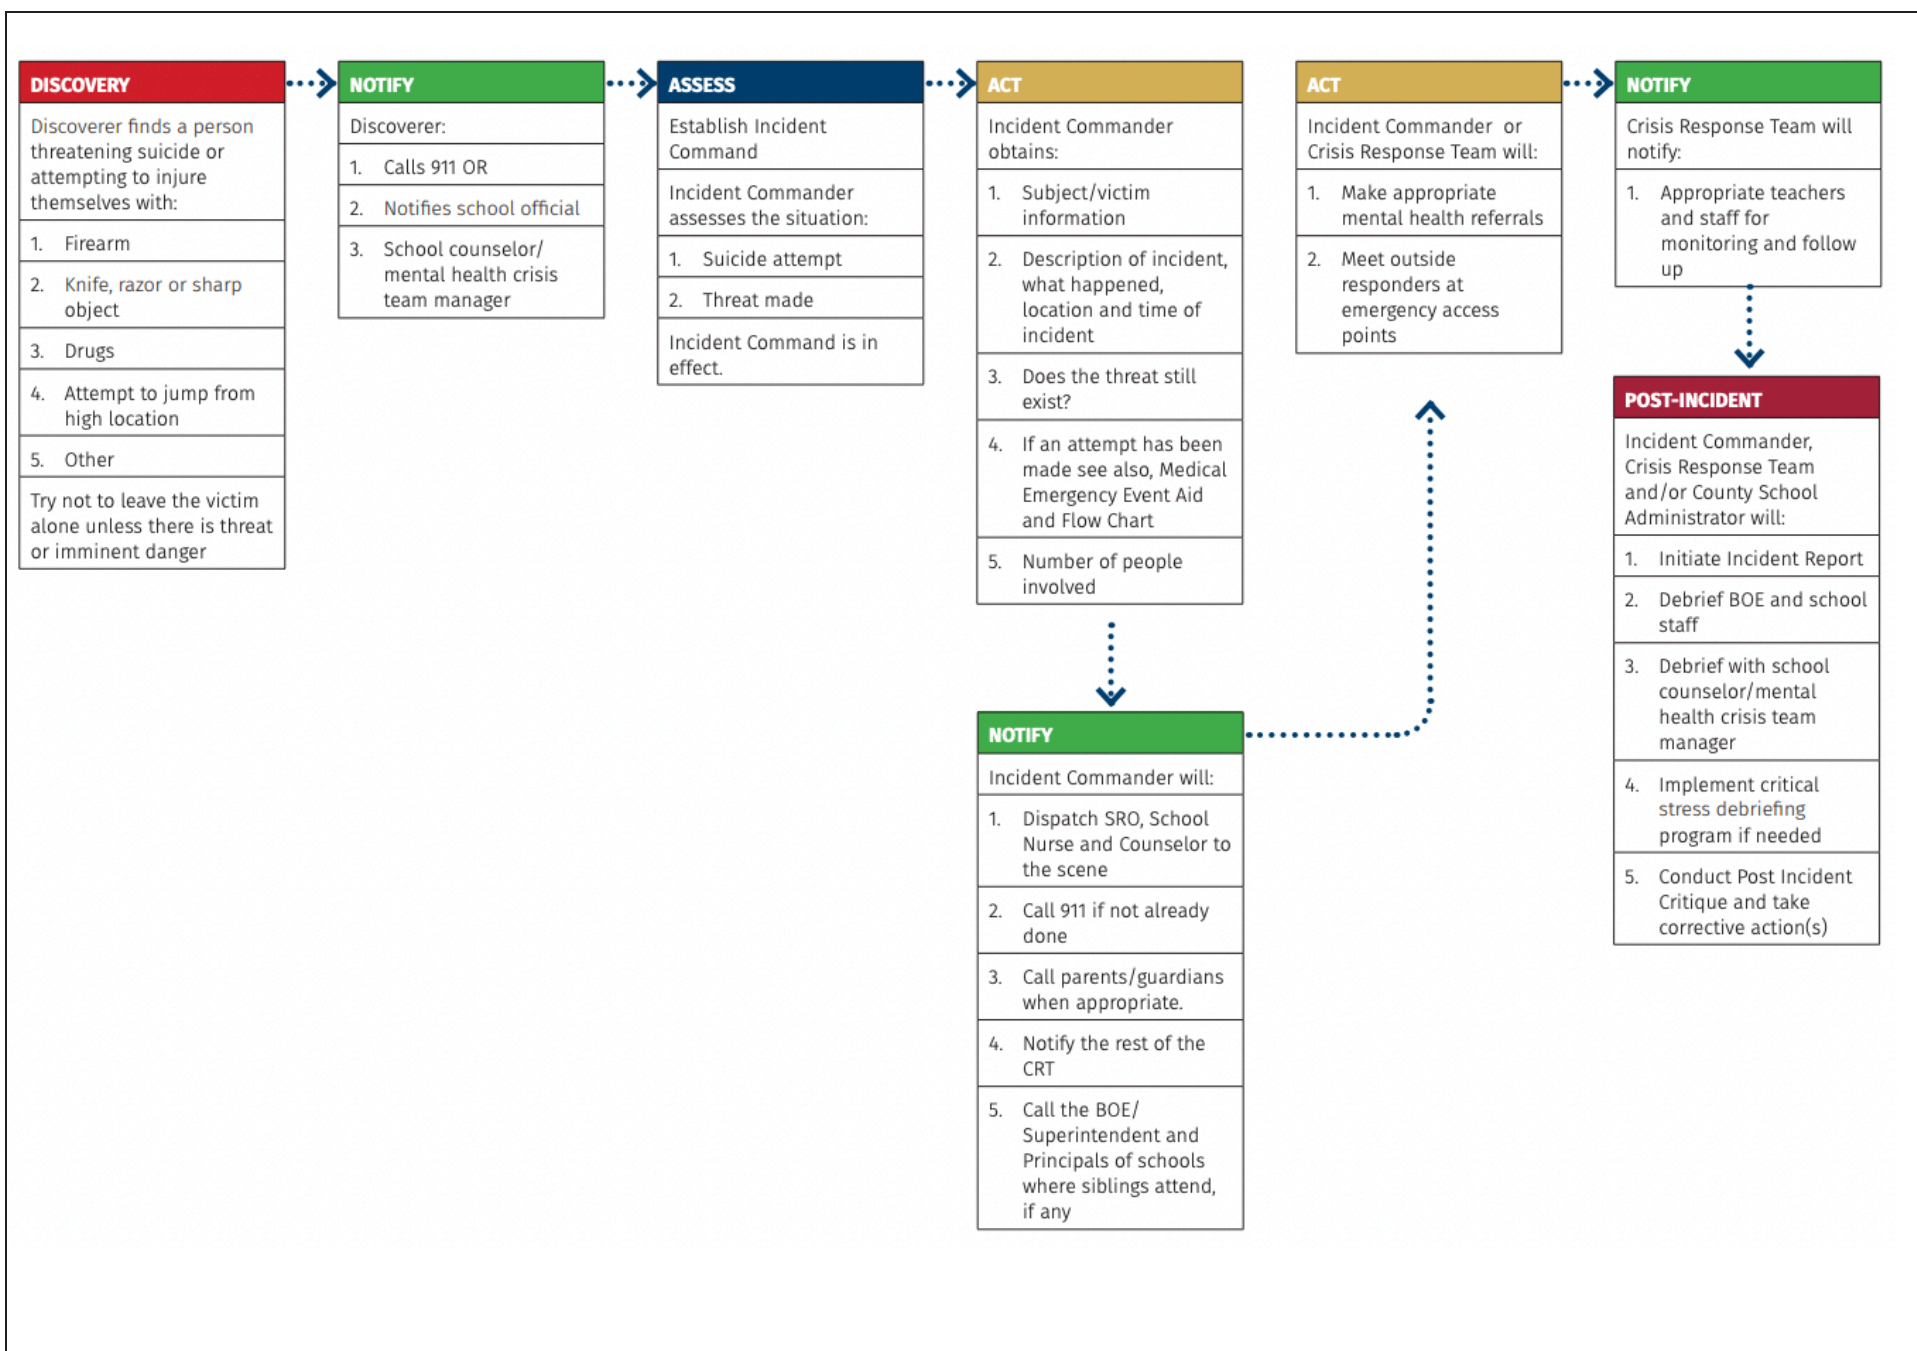 DISCOVERY
Discoverer finds a person
threatening suicide or
attempting to injure
themselves with:
1. Firearm
2. Knife, razor or sharp
object
3. Drugs
4. Attempt to jump from
high location
5. Other
Try not to leave the victim
alone unless there is threat
or imminent danger
NOTIFY
Discoverer:
1. Calls 911 OR
2. Notifies school official
3. School counselor/
mental health crisis
team manager
ASSESS
Establish Incident
Command
Incident Commander
assesses the situation:
1. Suicide attempt
2. Threat made
Incident Command is in
effect.
ACT
Incident Commander
obtains:
1. Subject/victim
information
2. Description of incident,
what happened,
location and time of
incident
3. Does the threat still
exist?
4. If an attempt has been
made see also, Medical
Emergency Event Aid
and Flow Chart
5. Number of people
involved
NOTIFY
Incident Commander will:
1. Dispatch SRO, School
Nurse and Counselor to
the scene
2. Call 911 if not already
done
3. Call parents/guardians
when appropriate.
4. Notify the rest of the
CRT
5. Call the BOE/
Superintendent and
Principals of schools
where siblings attend,
if any
ACT
Incident Commander or
Crisis Response Team will:
1. Make appropriate
mental health referrals
2. Meet outside
responders at
emergency access
points
NOTIFY
Crisis Response Team will
notify:
1. Appropriate teachers
and staff for
monitoring and follow
up
POST-INCIDENT
Incident Commander,
Crisis Response Team
and/or County School
Administrator will:
1. Initiate Incident Report
2. Debrief BOE and school
staff
3. Debrief with school
counselor/mental
health crisis team
manager
4. Implement critical
stress debriefing
program if needed
5. Conduct Post Incident
Critique and take
corrective action(s)